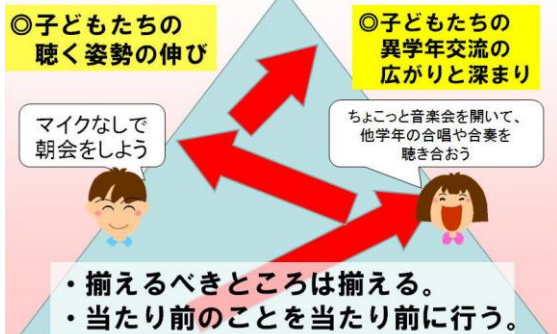 ◎子どもたちの
聴く姿勢の伸び
◎子どもたちの
異学年交流の
広がりと深まり
マイクなしで
朝会をしよう
ちょこっと音楽会を開いて、
他学年の合唱や合奏を
聴き合おう
・揃えるべきところは揃える。
・当たり前のことを当たり前に行う。